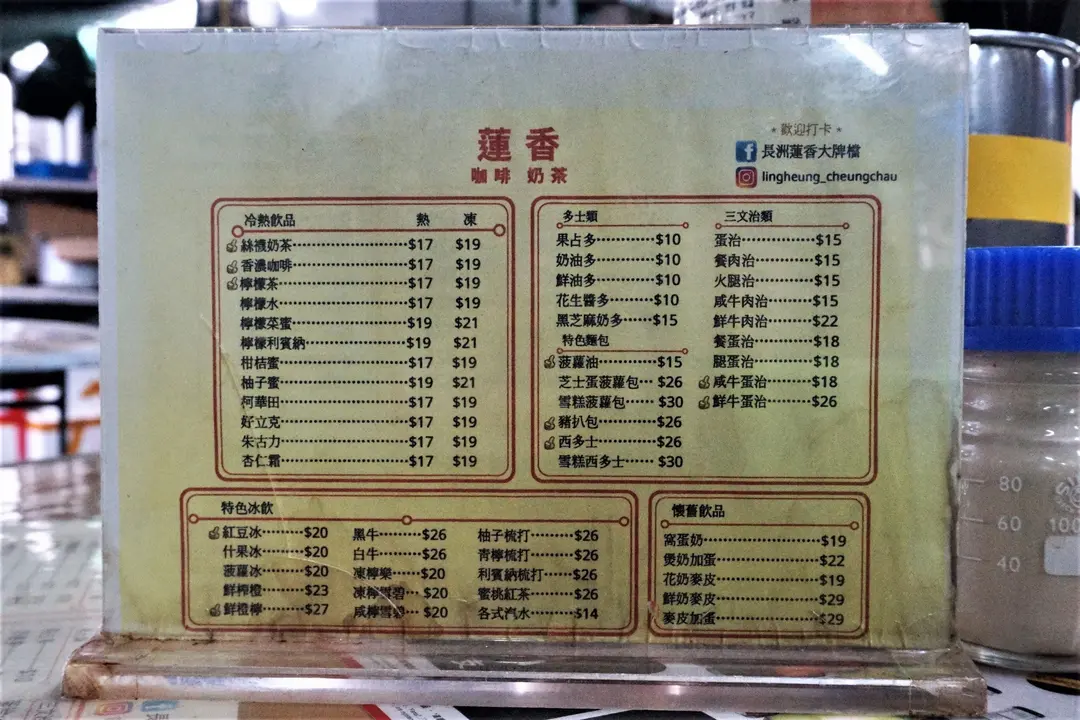 蓮香
咖啡 奶茶
*歡迎打卡*
長洲蓮香大牌檔
lingheung_cheungchau
冷熱飲品 熱 凍
絲襪奶茶 $17 $19
香濃咖啡 $17 $19
檸檬茶 $17 $19
檸檬水 $17 $19
檸檬菜蜜 $19 $21
檸檬利賓納 $19 $21
柑桔蜜 $17 $19
柚子蜜 $19 $21
阿華田 $17 $19
好立克 $17 $19
朱古力 $17 $19
杏仁霜 $17 $19
多士類
果占多 $10
奶油多 $10
鮮油多 $10
花生醬多 $10
黑芝麻奶多 $15
特色麵包
菠蘿油 $15
芝士蛋菠蘿包 $26
雪糕菠蘿包 $30
豬扒包 $26
西多士 $26
雪糕西多士 $30
三文治類
蛋治 $15
餐肉治 $15
火腿治 $15
咸牛肉治 $15
鮮牛肉治 $22
餐蛋治 $18
腿蛋治 $18
咸牛蛋治 $18
鮮牛蛋治 $26
特色冰飲
紅豆冰 $20
什果冰 $20
菠蘿冰 $20
鮮榨橙 $23
鮮橙檸 $27
黑牛 $26
白牛 $26
凍檸樂 $20
凍檸雪碧 $20
咸檸雪碧 $20
柚子梳打 $26
青檸梳打 $26
利賓納梳打 $26
蜜桃紅茶 $26
各式汽水 $14
懷舊飲品
窩蛋奶 $19
煲奶加蛋 $22
花奶麥皮 $19
鮮奶麥皮 $29
麥皮加蛋 $29
80
60
40
100